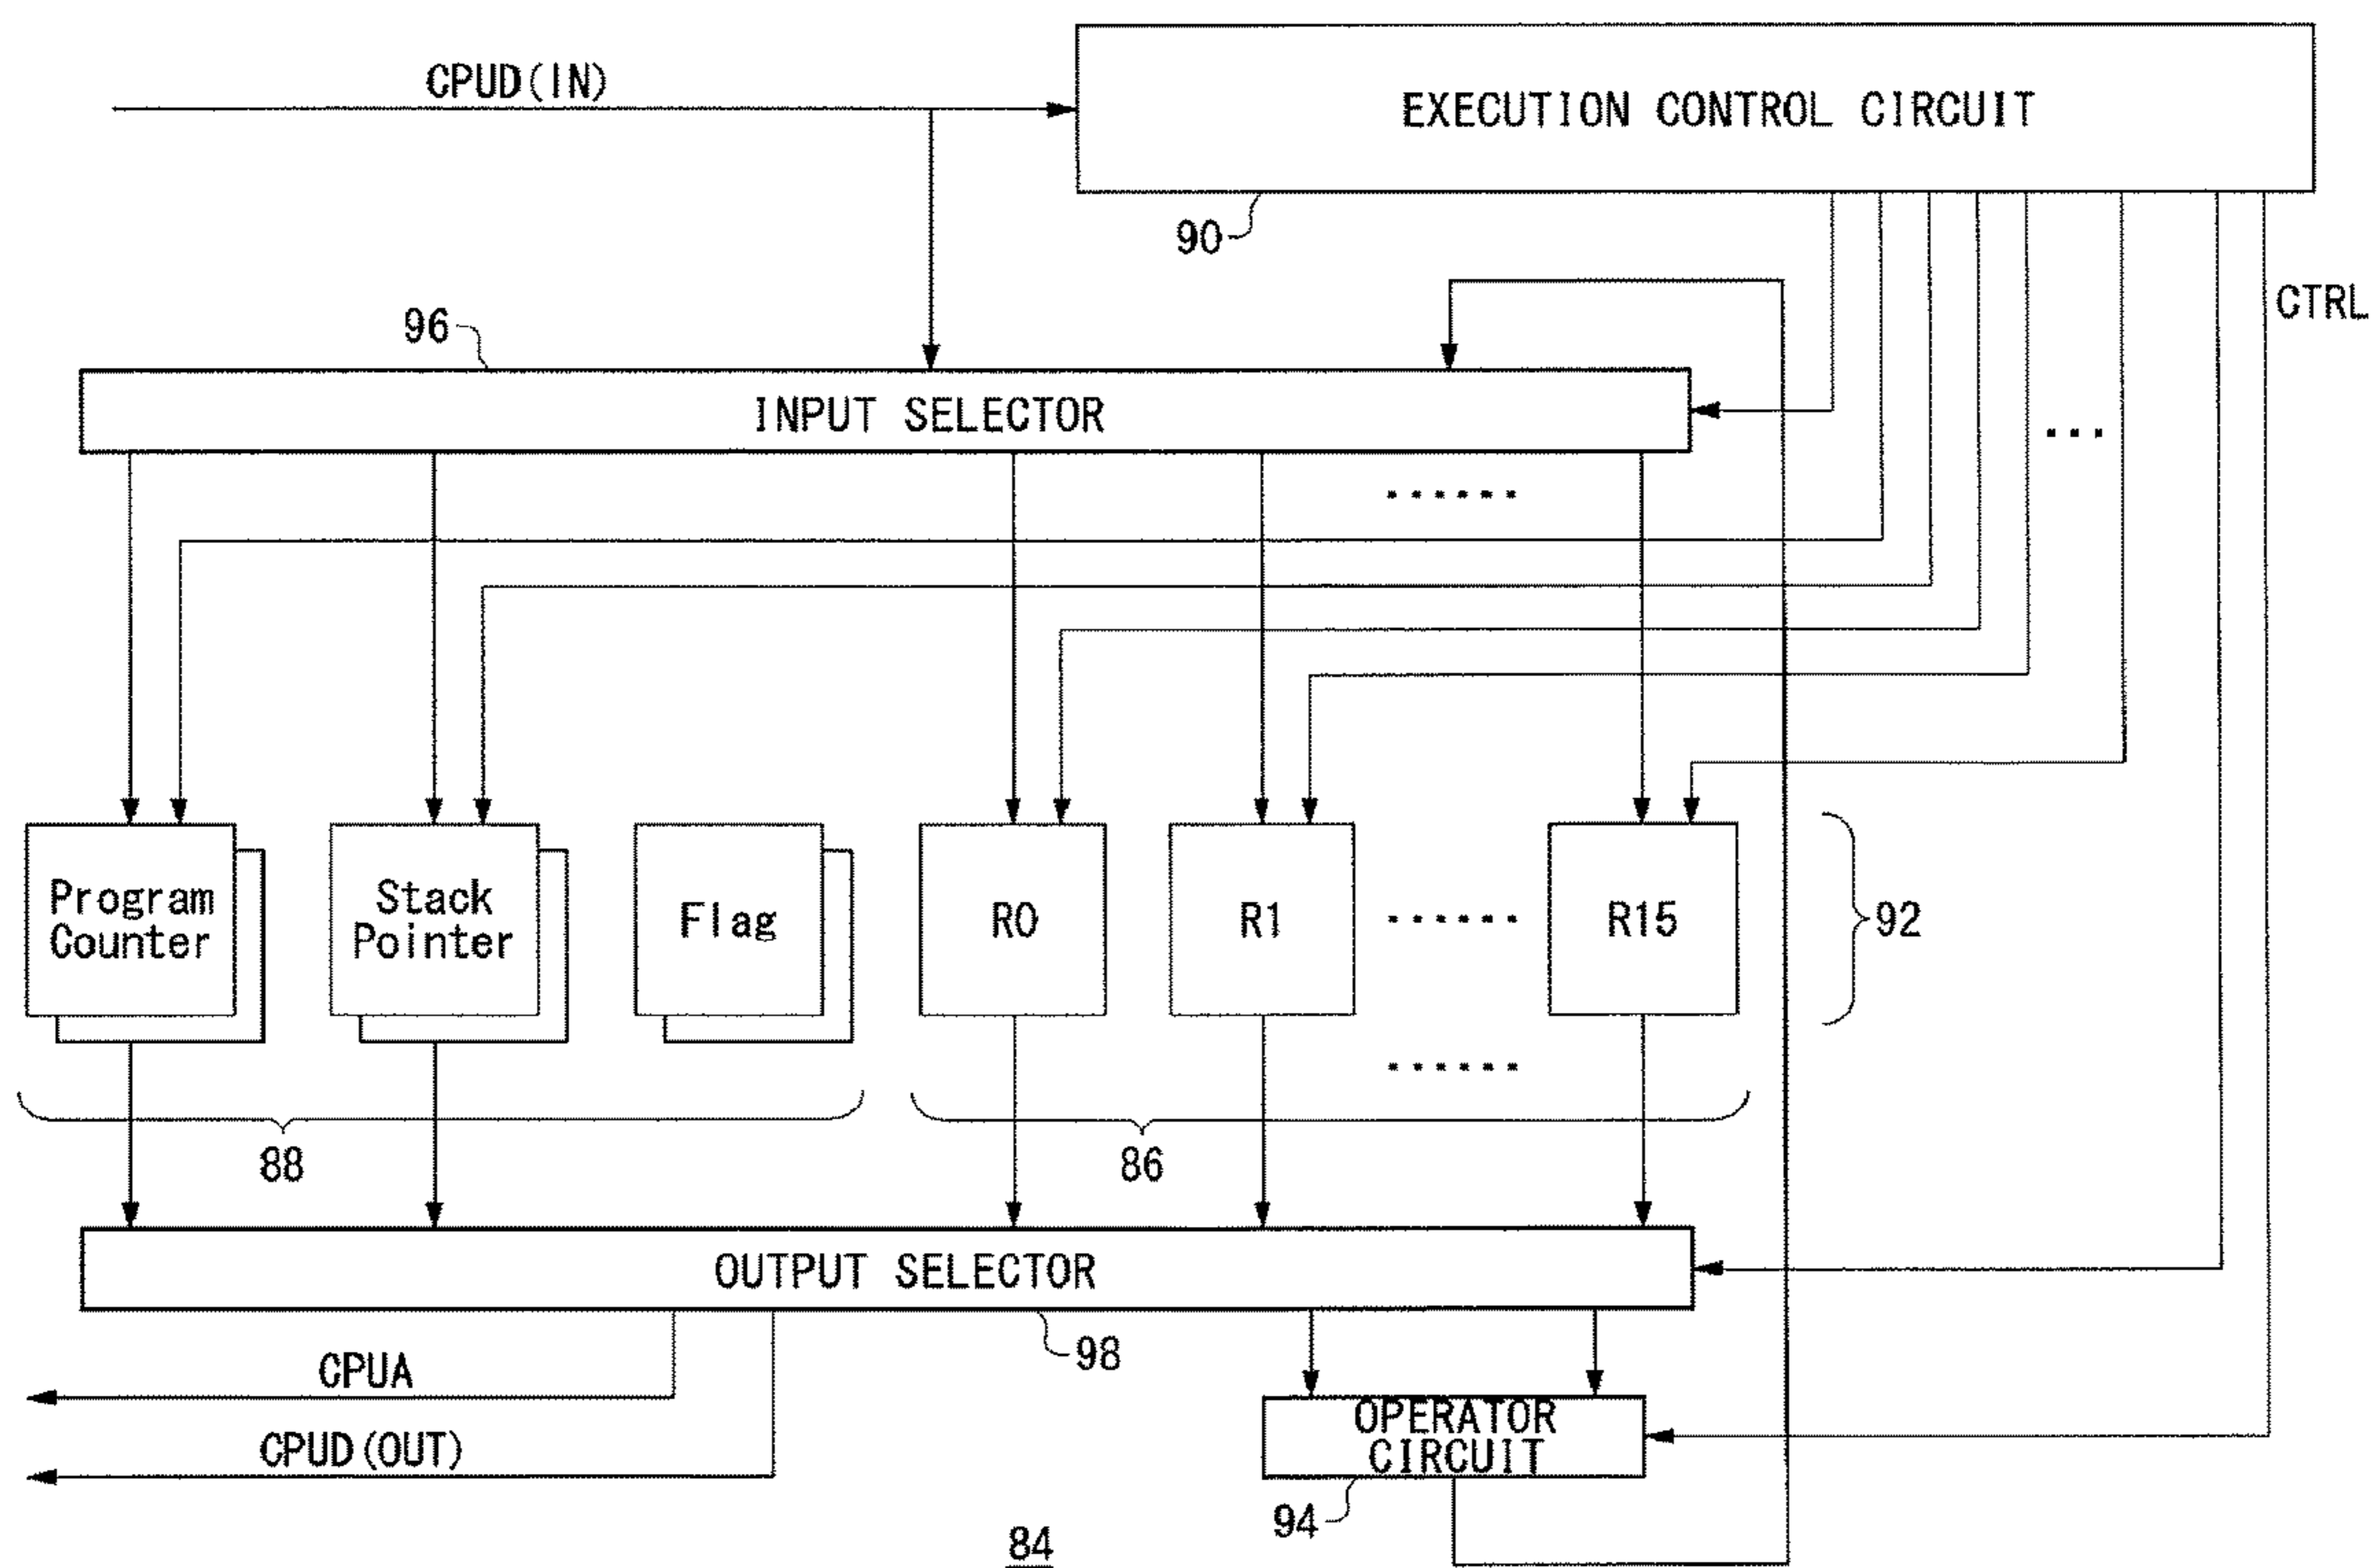 CPUD(IN)
EXECUTION CONTROL CIRCUIT
90
CTRL
96
INPUT SELECTOR
...
......
Program
Counter
Stack
Pointer
Flag
R0
R1
......
R15
92
......
88
86
OUTPUT SELECTOR
98
CPUA
CPUD(OUT)
OPERATOR
CIRCUIT
94
84